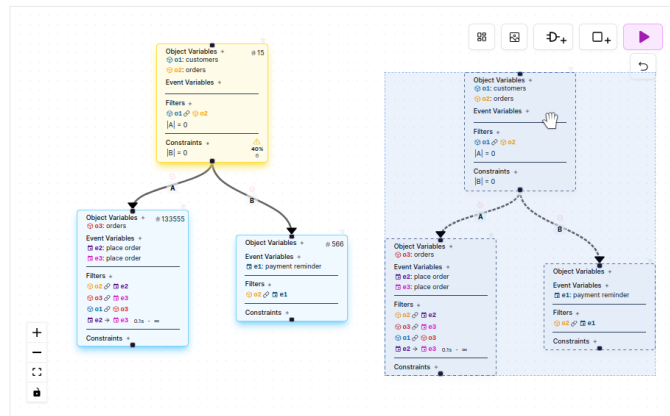 Object Variables + # 15
o1: customers
o2: orders
Event Variables +
Filters +
o1 o2
|A| = 0
Constraints +
|B| = 0
40%
6
A
B
Object Variables + # 133555
o3: orders
Event Variables +
e2: place order
e3: place order
Filters +
o2 e2
o3 e3
o1 o3
e2 → e3 0.1s - ∞
Constraints +
Object Variables + # 566
Event Variables +
e1: payment reminder
Filters +
o2 e1
Constraints +
Object Variables +
o1: customers
o2: orders
Event Variables +
Filters +
o1 o2
|A| = 0
Constraints +
|B| = 0
A
B
Object Variables +
o3: orders
Event Variables +
e2: place order
e3: place order
Filters +
o2 e2
o3 e3
o1 o3
e2 → e3 0.1s - ∞
Constraints +
Object Variables +
Event Variables +
e1: payment reminder
Filters +
o2 e1
Constraints +